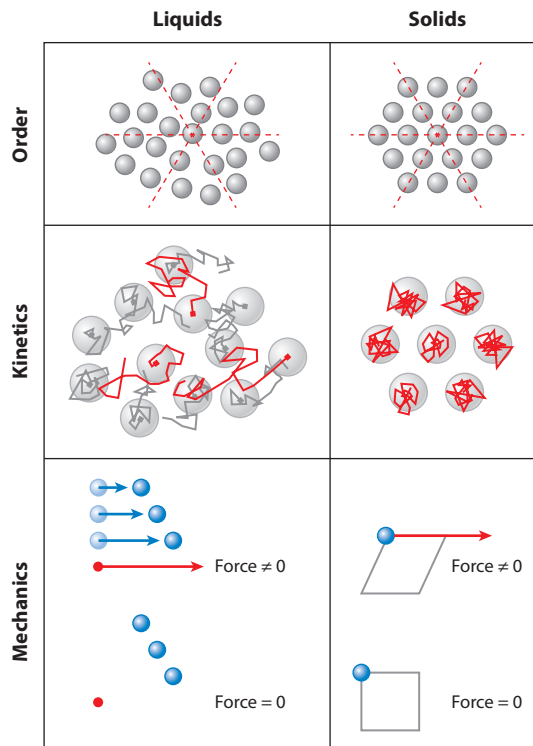 Liquids
Solids
Order
Kinetics
Mechanics
Force ≠ 0
Force ≠ 0
Force = 0
Force = 0